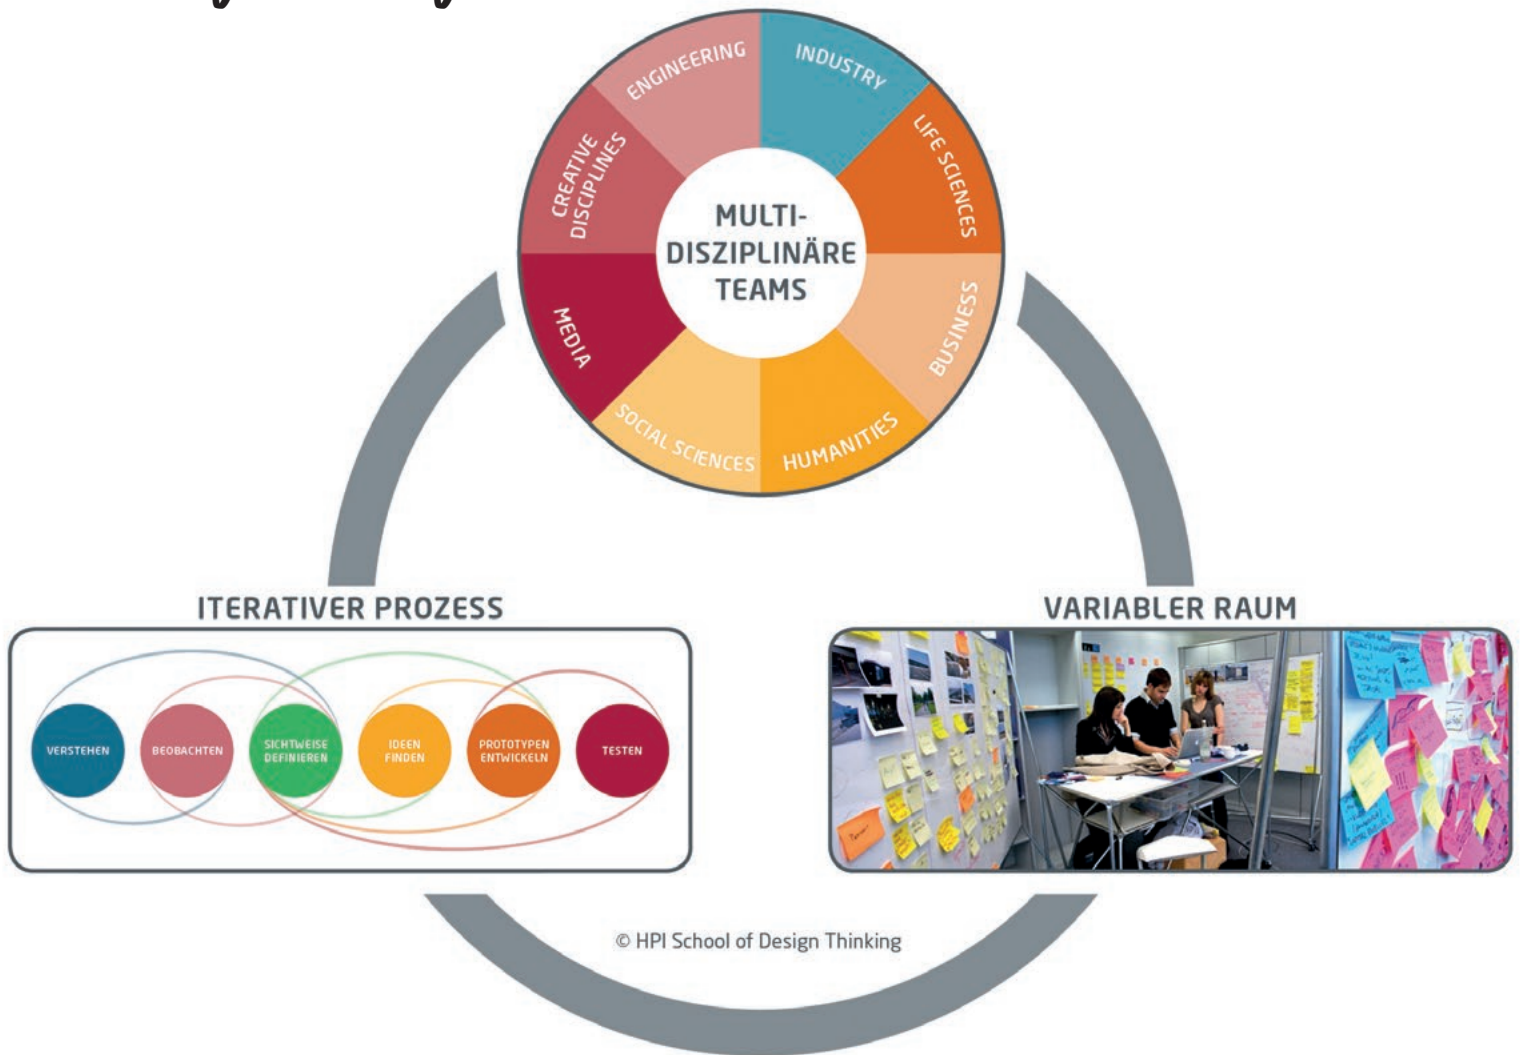 ENGINEERING
INDUSTRY
LIFE SCIENCES
BUSINESS
HUMANITIES
SOCIAL SCIENCES
MEDIA
CREATIVE
DISCIPLINES
MULTI-
DISZIPLINÄRE
TEAMS
ITERATIVER PROZESS
VERSTEHEN
BEOBACHTEN
SICHTWEISE
DEFINIEREN
IDEEN
FINDEN
PROTOTYPEN
ENTWICKELN
TESTEN
VARIABLER RAUM
© HPI School of Design Thinking